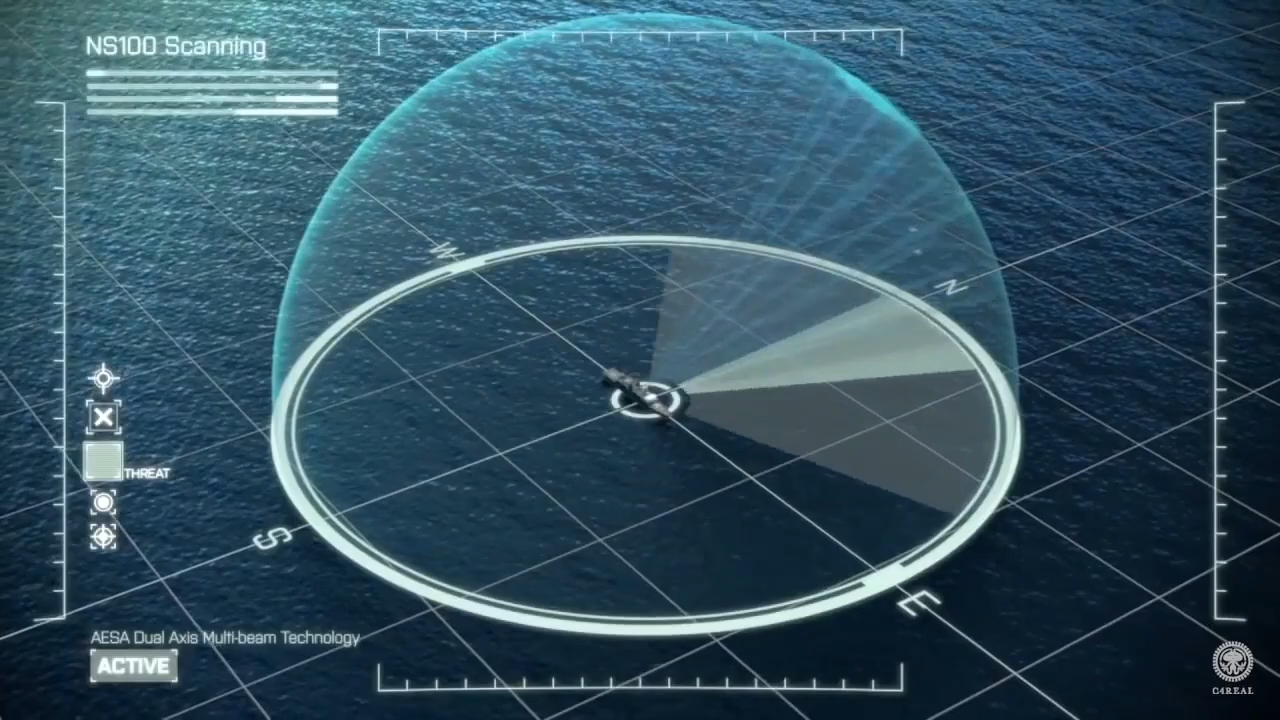 NS100 Scanning
W
N
THREAT
S
E
AESA Dual Axis Multi-beam Technology
ACTIVE
C4REAL